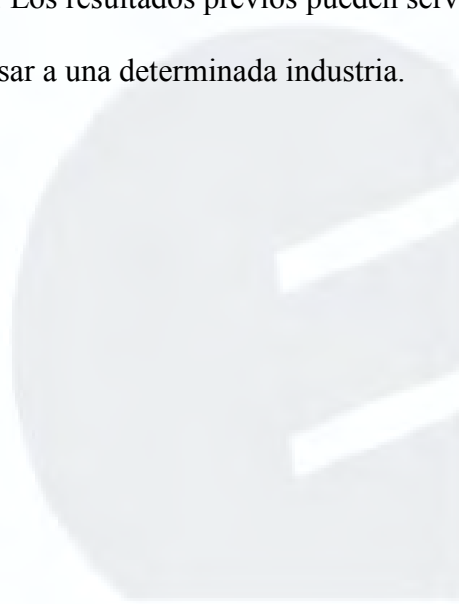 Los resultados previos pueden serv
sar a una determinada industria.